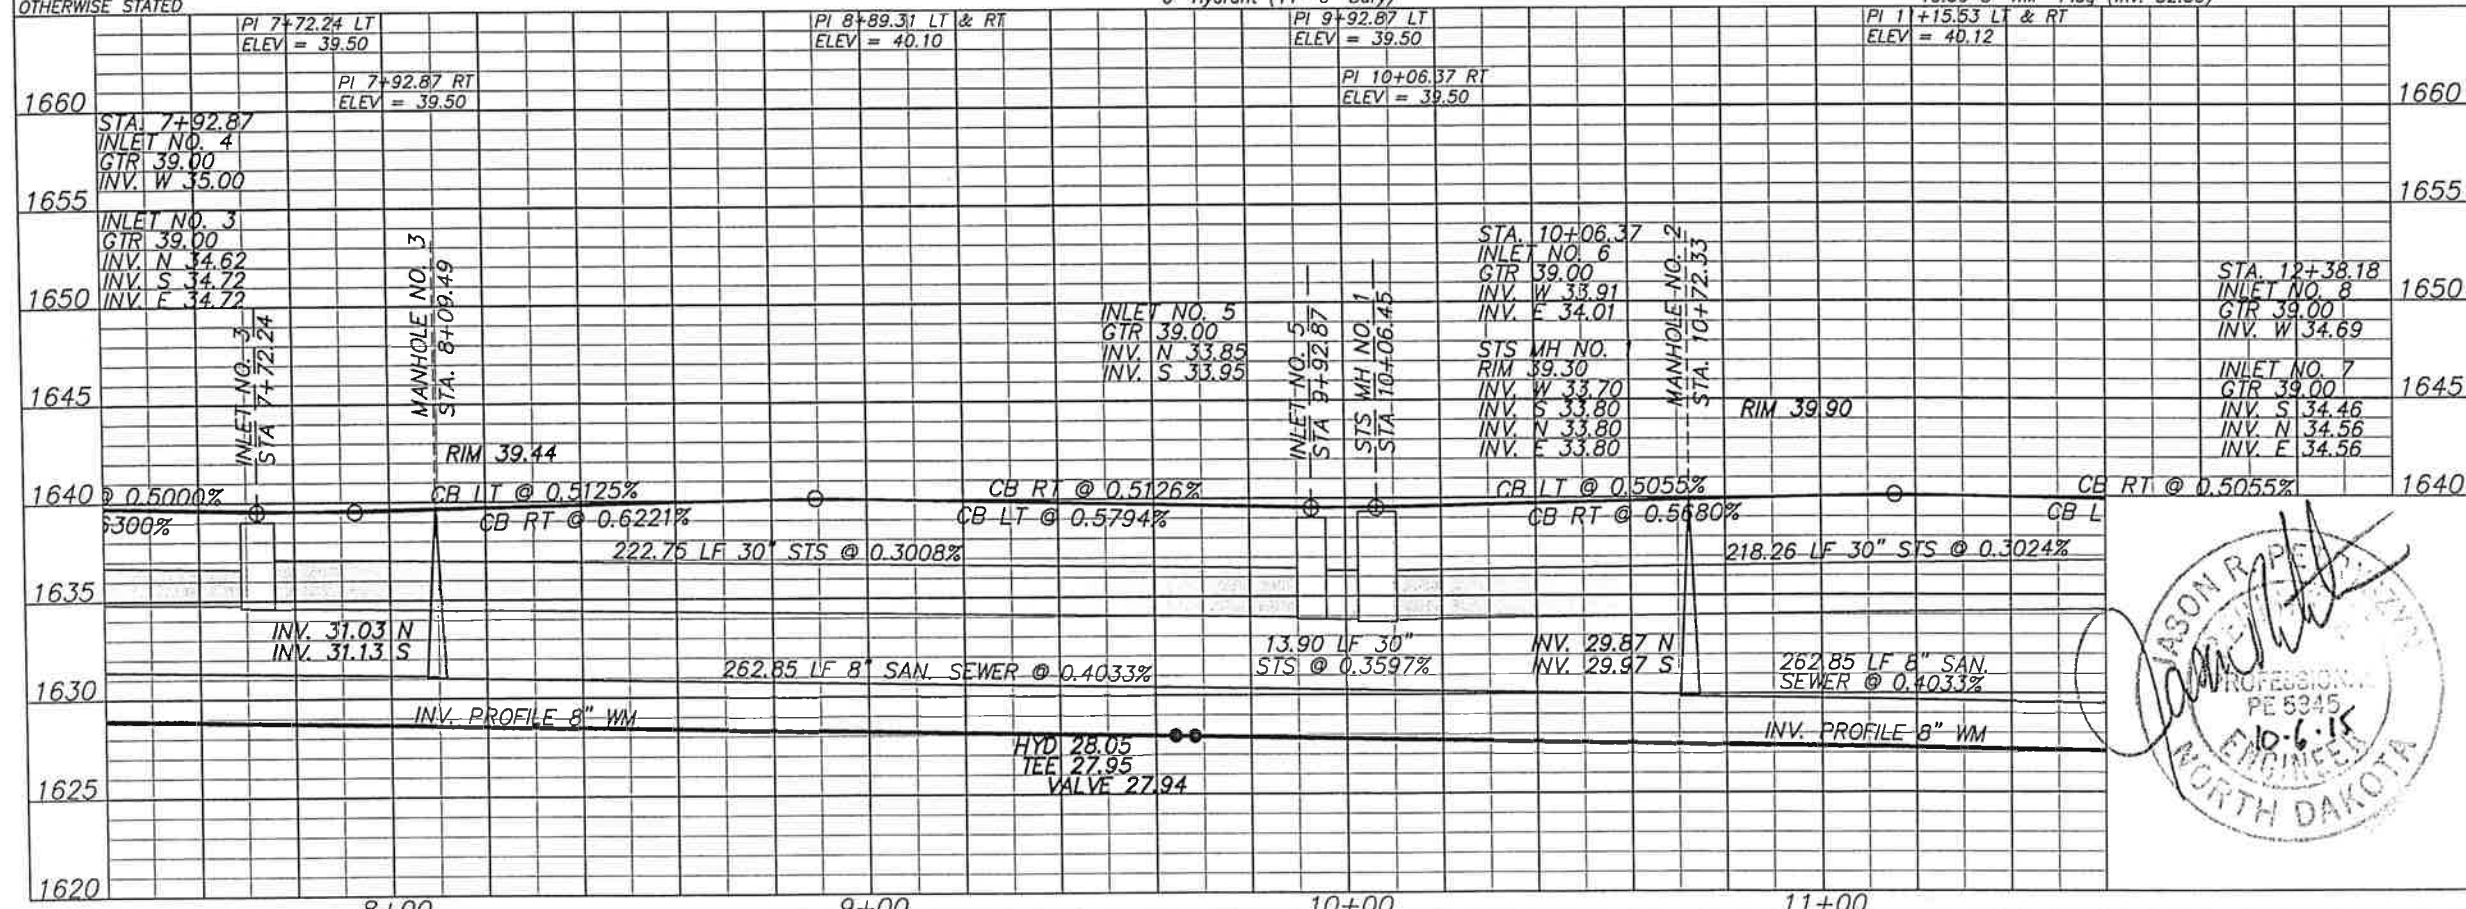 OTHERWISE STATED
PI 7+72.24 LT
ELEV = 39.50
PI 8+89.31 LT & RT
ELEV = 40.10
PI 9+92.87 LT
ELEV = 39.50
PI 11+15.53 LT & RT
ELEV = 40.12
PI 7+92.87 RT
ELEV = 39.50
PI 10+06.37 RT
ELEV = 39.50
1660
1660
STA. 7+92.87
INLET NO. 4
GTR 39.00
INV. W 35.00
1655
1655
INLET NO. 3
GTR 39.00
INV. N 34.62
INV. S 34.72
INV. E 34.72
1650
1650
INLET NO. 3
STA 7+72.24
MANHOLE NO. 3
STA. 8+09.49
RIM 39.44
INLET NO. 5
GTR 39.00
INV. N 33.85
INV. S 33.95
INLET NO. 5
STA 9+92.87
STS MH NO. 1
STA 10+06.45
STA. 10+06.37
INLET NO. 6
GTR 39.00
INV. W 33.91
INV. E 34.01
STS MH NO. 1
RIM 39.30
INV. W 33.70
INV. S 33.80
INV. N 33.80
INV. E 33.80
MANHOLE NO. 2
STA. 10+72.33
RIM 39.90
STA. 12+38.18
INLET NO. 8
GTR 39.00
INV. W 34.69
INLET NO. 7
GTR 39.00
INV. S 34.46
INV. N 34.56
INV. E 34.56
1645
1645
1640
1640
@ 0.5000%
6300%
CB LT @ 0.5125%
CB RT @ 0.6221%
CB RT @ 0.5126%
CB LT @ 0.5794%
CB LT @ 0.5055%
CB RT @ 0.5680%
CB RT @ 0.5055%
CB L
222.76 LF 30" STS @ 0.3008%
218.26 LF 30" STS @ 0.3024%
1635
INV. 31.03 N
INV. 31.13 S
262.85 LF 8" SAN. SEWER @ 0.4033%
13.90 LF 30"
STS @ 0.3597%
INV. 29.87 N
INV. 29.97 S
262.85 LF 8" SAN.
SEWER @ 0.4033%
1630
INV. PROFILE 8" WM
INV. PROFILE 8" WM
HYD 28.05
TEE 27.95
VALVE 27.94
1625
1620
8+00
9+00
10+00
11+00
JASON R.
PROFESSIONAL
PE 5345
10-6-15
ENGINEER
NORTH DAKOTA